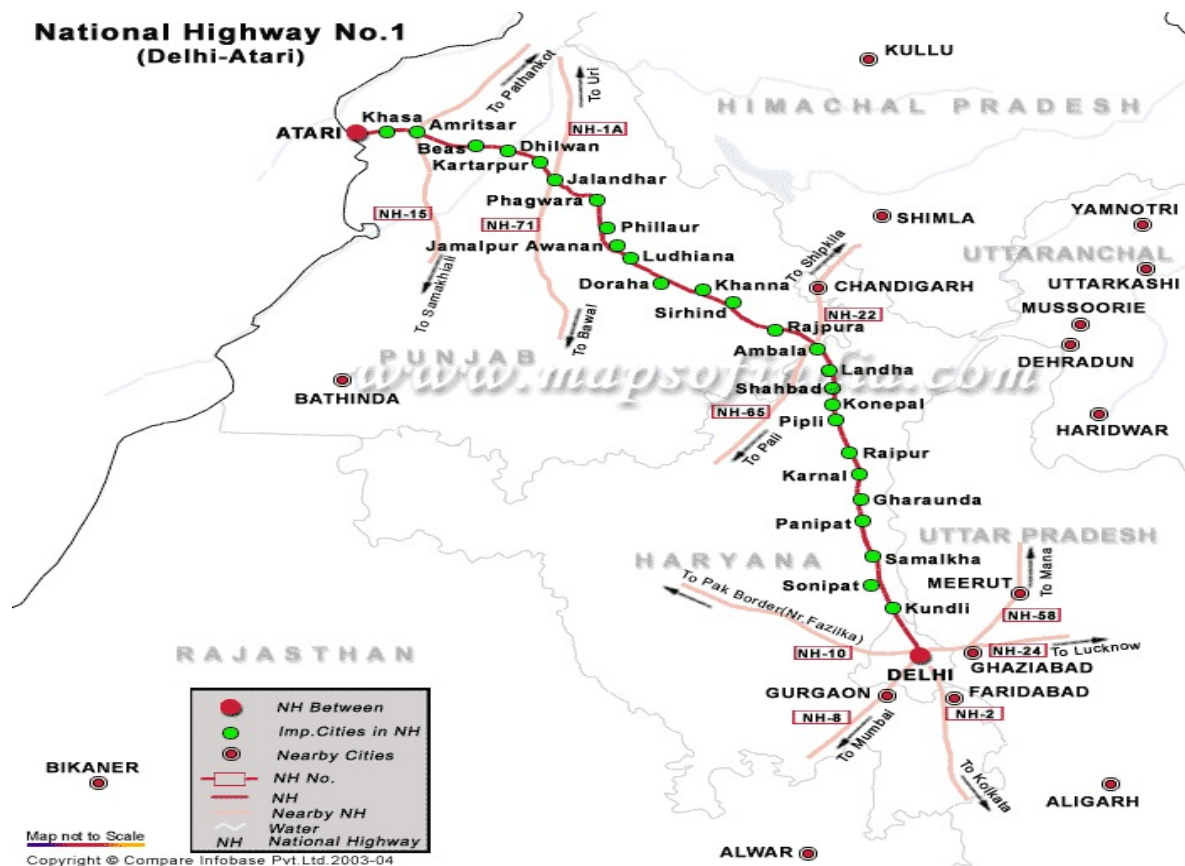 National Highway No.1
(Delhi-Atari)
KULLU
HIMACHAL PRADESH
To Pathankot
To Uri
NH-1A
ATARI
Khasa
Amritsar
Beas
Dhilwan
Kartarpur
Jalandhar
Phagwara
NH-15
NH-71
Phillaur
Jamalpur Awanan
Ludhiana
To Samakhiali
To Bawal
Doraha
Khanna
Sirhind
Rajpura
SHIMLA
YAMNOTRI
UTTARANCHAL
UTTARKASHI
To Shipkila
CHANDIGARH
NH-22
MUSSOORIE
DEHRADUN
Ambala
PUNJAB
www.mapsofindia.com
BATHINDA
Landha
Shahbad
Konepal
NH-65
Pipli
To Pali
HARIDWAR
Raipur
Karnal
Gharaunda
Panipat
UTTAR PRADESH
HARYANA
Samalkha
Sonipat
MEERUT
To Mana
To Pak Border(Nr.Fazilka)
Kundli
NH-58
NH-10
NH-24
To Lucknow
DELHI
GHAZIABAD
RAJASTHAN
GURGAON
FARIDABAD
NH-8
NH-2
To Mumbai
To Kolkata
NH Between
Imp.Cities in NH
Nearby Cities
NH No.
NH
Nearby NH
Water
NH National Highway
BIKANER
ALIGARH
ALWAR
Map not to Scale
Copyright © Compare Infobase Pvt.Ltd.2003-04